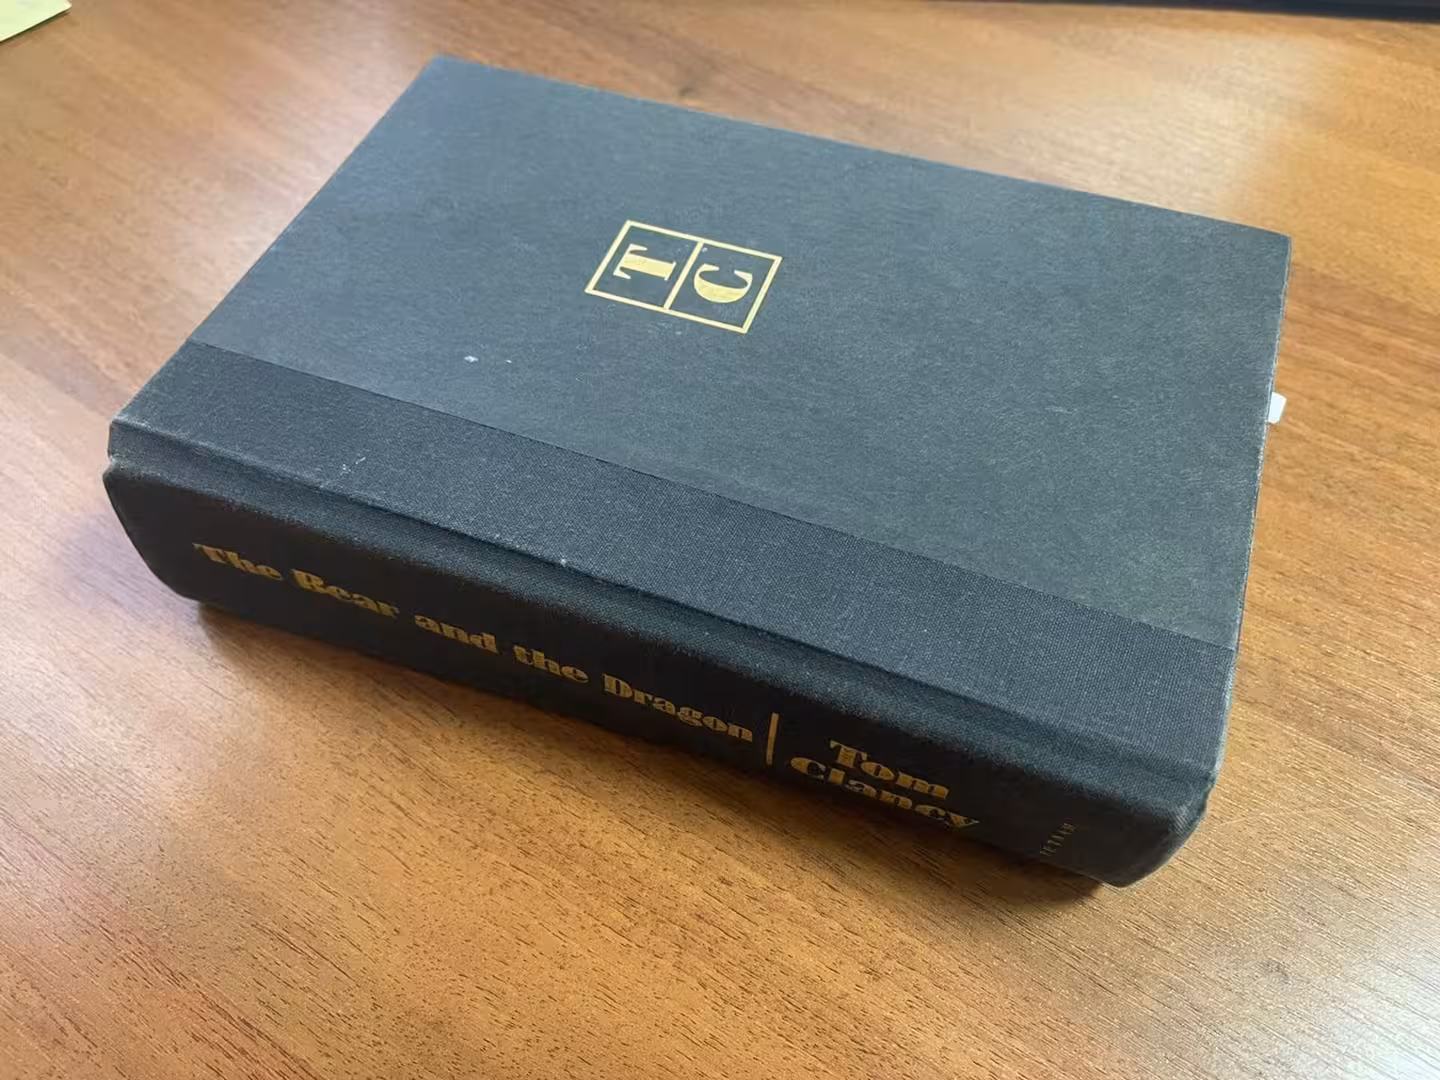 T C
The Bear and the Dragon
Tom
Clancy